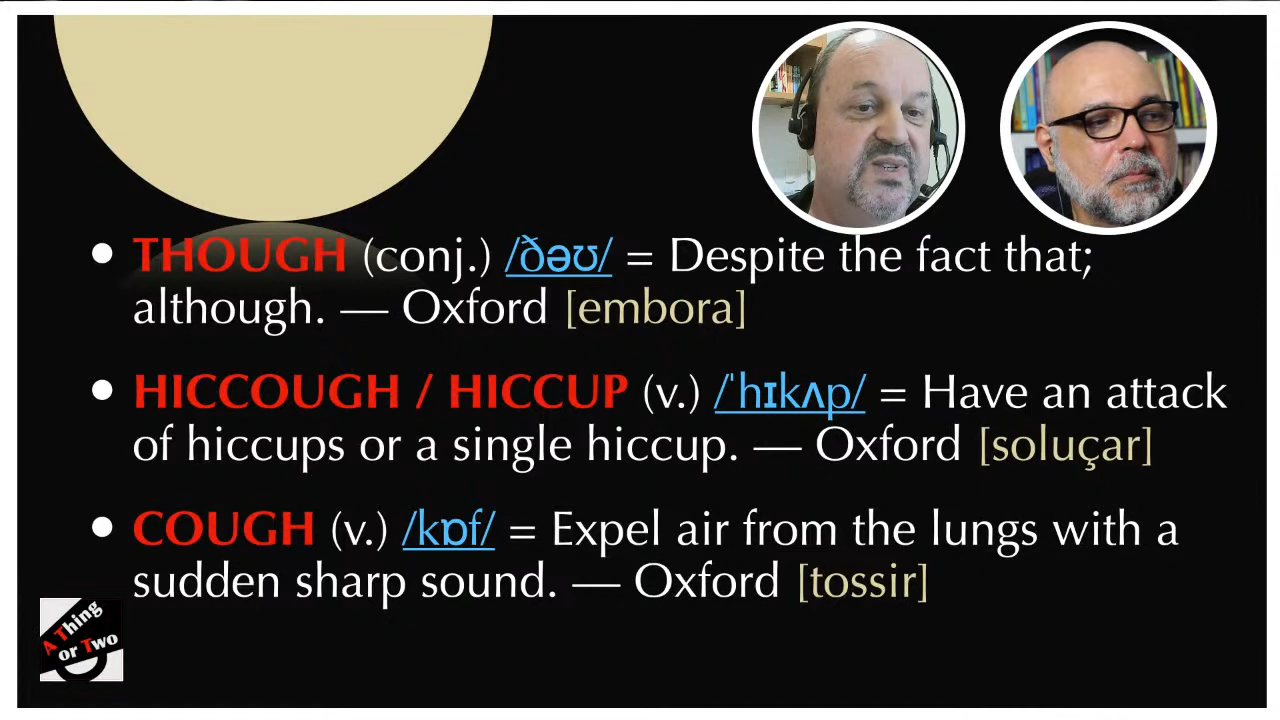 • THOUGH (conj.) /ðəʊ/ = Despite the fact that;
although. — Oxford [embora]
• HICCOUGH / HICCUP (v.) /ˈhɪkʌp/ = Have an attack
of hiccups or a single hiccup. — Oxford [soluçar]
• COUGH (v.) /kɒf/ = Expel air from the lungs with a
sudden sharp sound. — Oxford [tossir]
A Thing
or Two